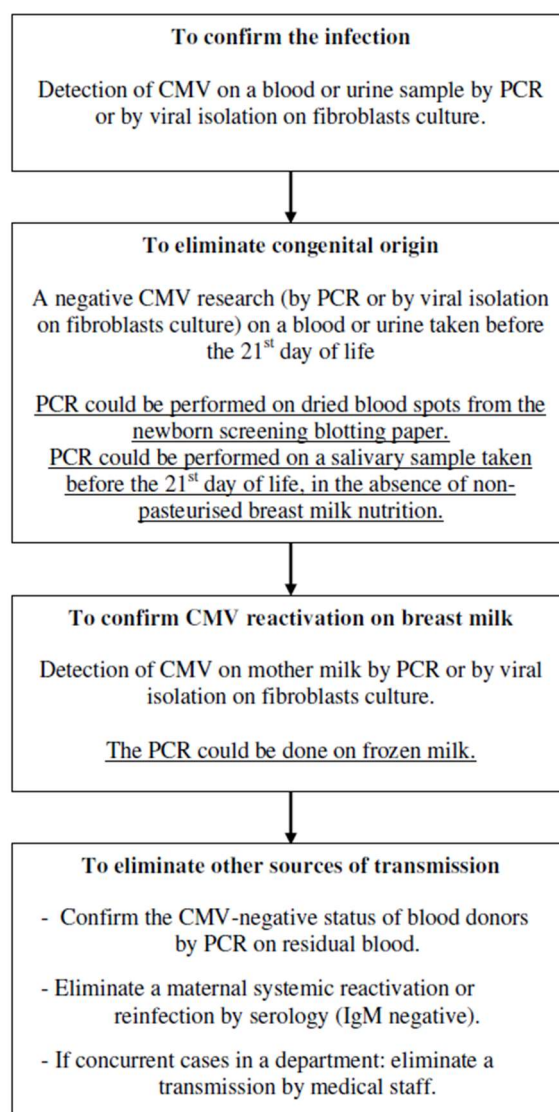 To confirm the infection
Detection of CMV on a blood or urine sample by PCR
or by viral isolation on fibroblasts culture.
To eliminate congenital origin
A negative CMV research (by PCR or by viral isolation
on fibroblasts culture) on a blood or urine taken before
the 21st day of life
PCR could be performed on dried blood spots from the
newborn screening blotting paper.
PCR could be performed on a salivary sample taken
before the 21st day of life, in the absence of non-
pasteurised breast milk nutrition.
To confirm CMV reactivation on breast milk
Detection of CMV on mother milk by PCR or by viral
isolation on fibroblasts culture.
The PCR could be done on frozen milk.
To eliminate other sources of transmission
- Confirm the CMV-negative status of blood donors
by PCR on residual blood.
- Eliminate a maternal systemic reactivation or
reinfection by serology (IgM negative).
- If concurrent cases in a department: eliminate a
transmission by medical staff.